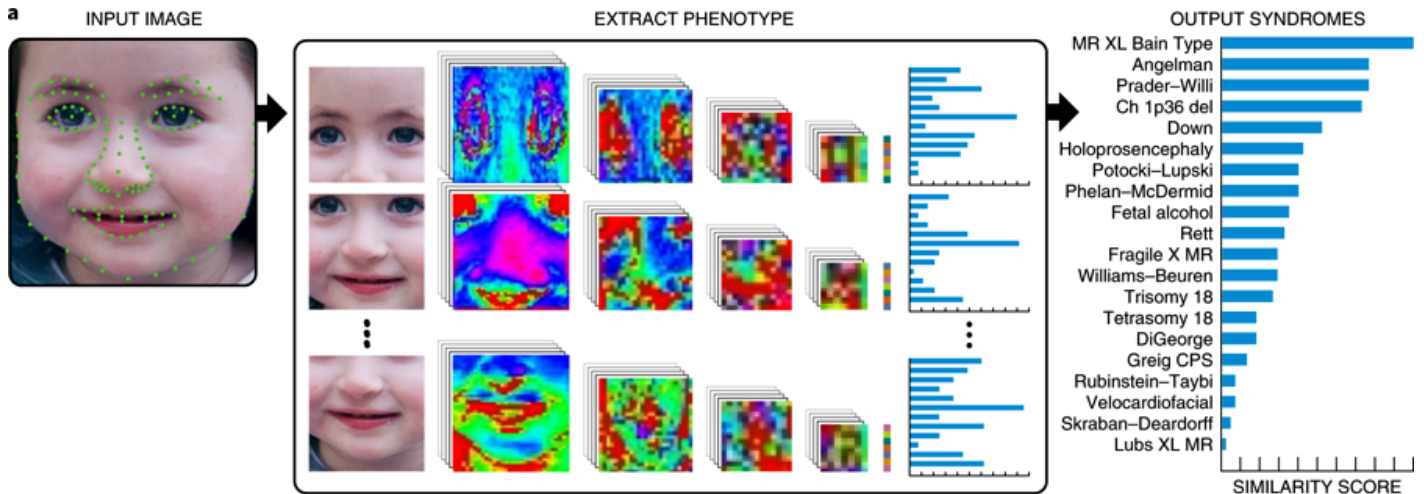 a
INPUT IMAGE
EXTRACT PHENOTYPE
OUTPUT SYNDROMES
MR XL Bain Type
Angelman
Prader–Willi
Ch 1p36 del
Down
Holoprosencephaly
Potocki–Lupski
Phelan–McDermid
Fetal alcohol
Rett
Fragile X MR
Williams–Beuren
Trisomy 18
Tetrasomy 18
DiGeorge
Greig CPS
Rubinstein–Taybi
Velocardiofacial
Skraban–Deardorff
Lubs XL MR
SIMILARITY SCORE